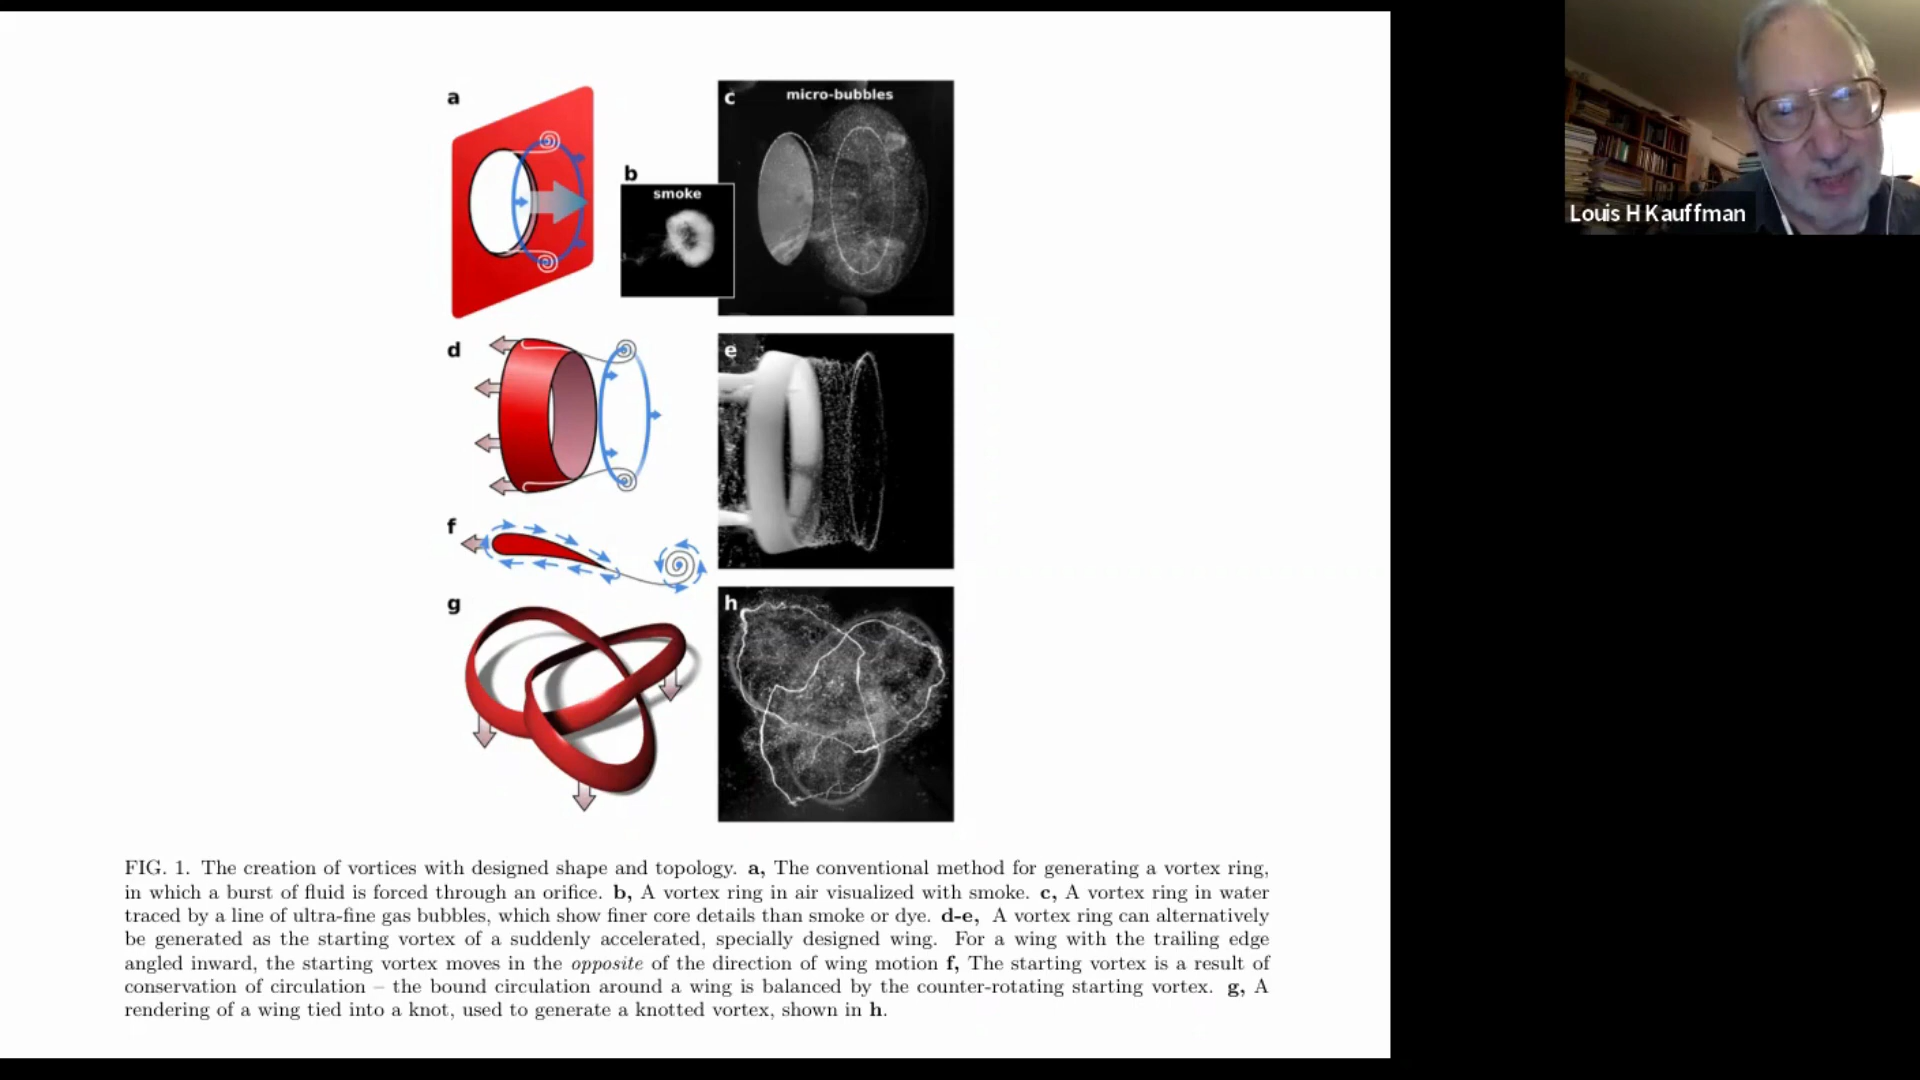 a
c
micro-bubbles
b
smoke
d
e
f
g
h
Louis H Kauffman
FIG. 1. The creation of vortices with designed shape and topology. a, The conventional method for generating a vortex ring,
in which a burst of fluid is forced through an orifice. b, A vortex ring in air visualized with smoke. c, A vortex ring in water
traced by a line of ultra-fine gas bubbles, which show finer core details than smoke or dye. d-e, A vortex ring can alternatively
be generated as the starting vortex of a suddenly accelerated, specially designed wing. For a wing with the trailing edge
angled inward, the starting vortex moves in the opposite of the direction of wing motion f, The starting vortex is a result of
conservation of circulation – the bound circulation around a wing is balanced by the counter-rotating starting vortex. g, A
rendering of a wing tied into a knot, used to generate a knotted vortex, shown in h.